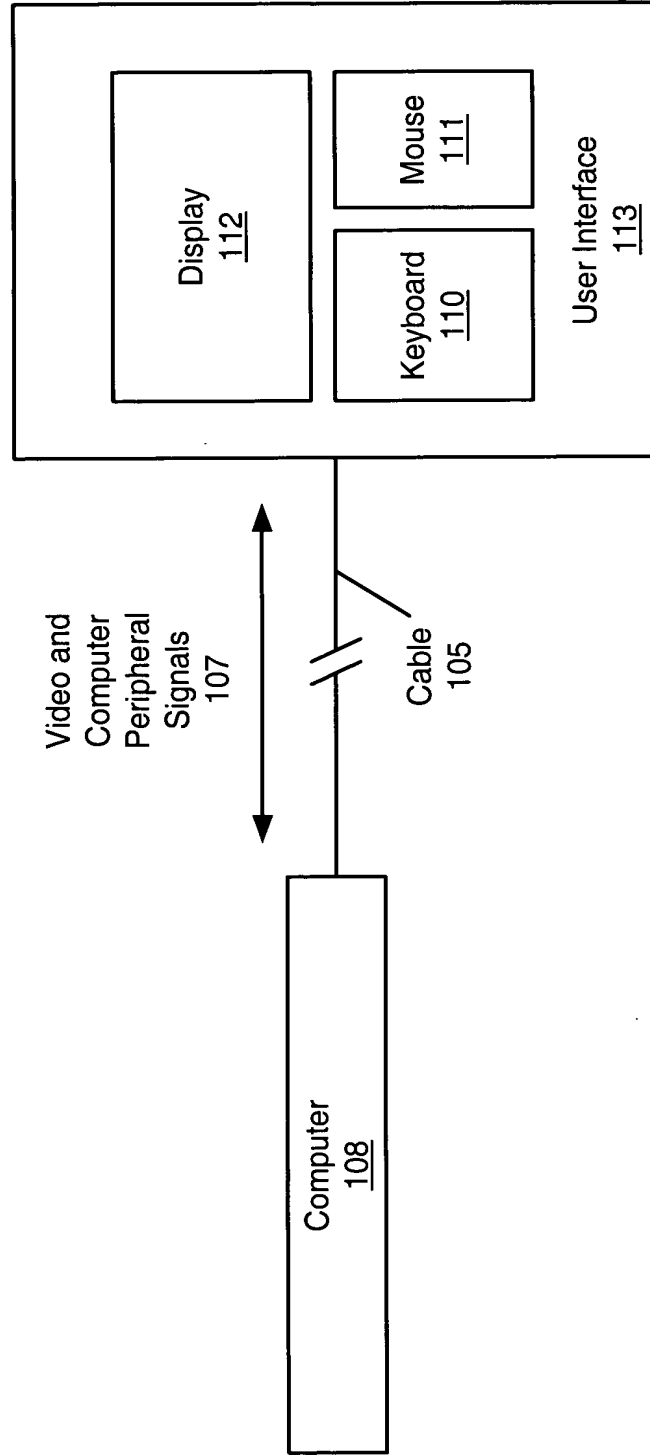 Computer
108
Video and
Computer
Peripheral
Signals
107
Cable
105
Display
112
Keyboard
110
Mouse
111
User Interface
113